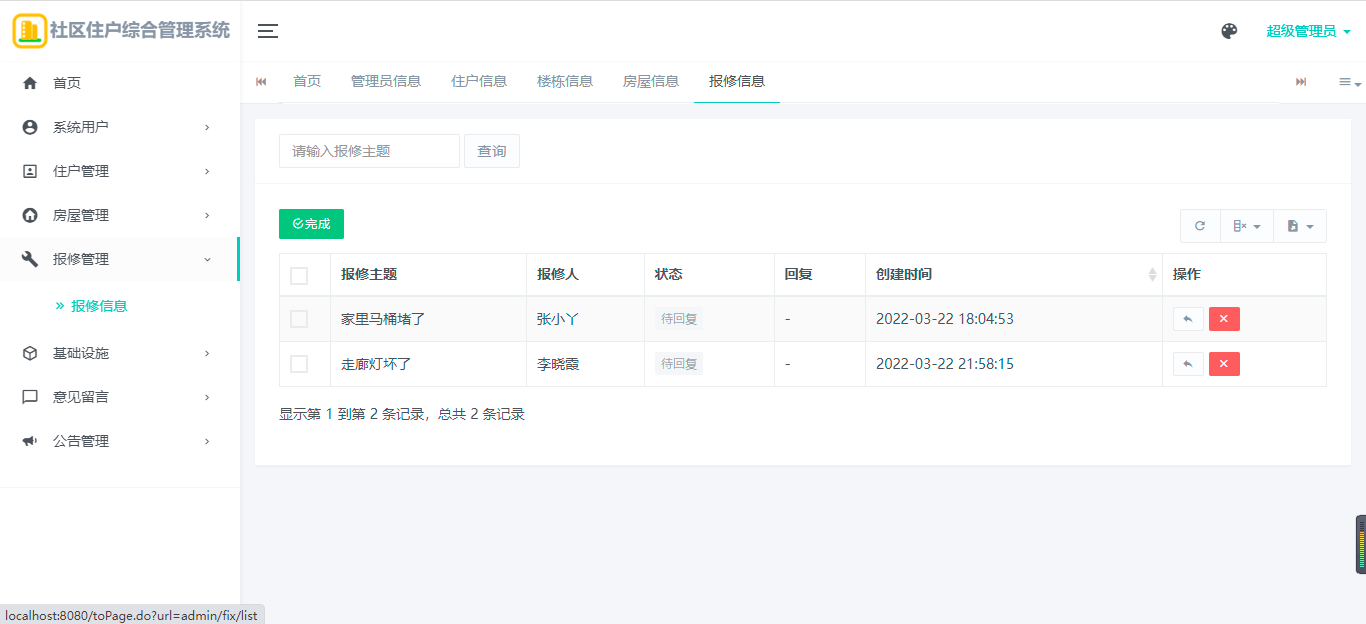 社区住户综合管理系统
超级管理员
首页
管理员信息
住户信息
楼栋信息
房屋信息
报修信息
首页
系统用户
住户管理
房屋管理
报修管理
报修信息
基础设施
意见留言
公告管理
请输入报修主题 查询
完成
报修主题 报修人 状态 回复 创建时间 操作
家里马桶堵了 张小丫 待回复 - 2022-03-22 18:04:53
走廊灯坏了 李晓霞 待回复 - 2022-03-22 21:58:15
显示第 1 到第 2 条记录，总共 2 条记录
localhost:8080/toPage.do?url=admin/fix/list